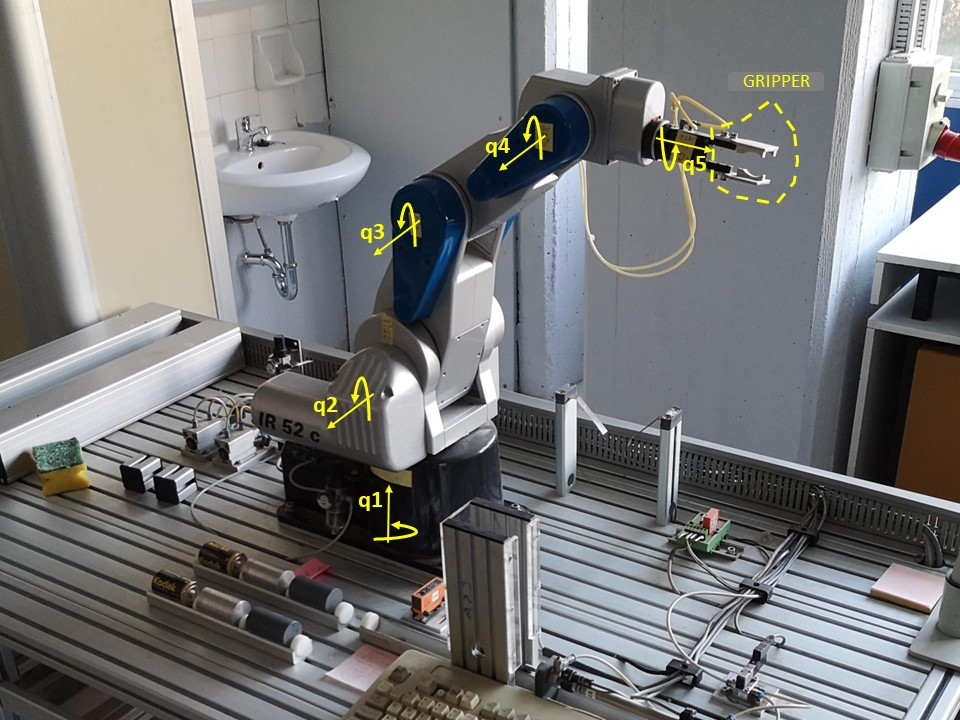 GRIPPER
q4
q5
q3
q2
IR 52 c
q1
Kodak
Kodak